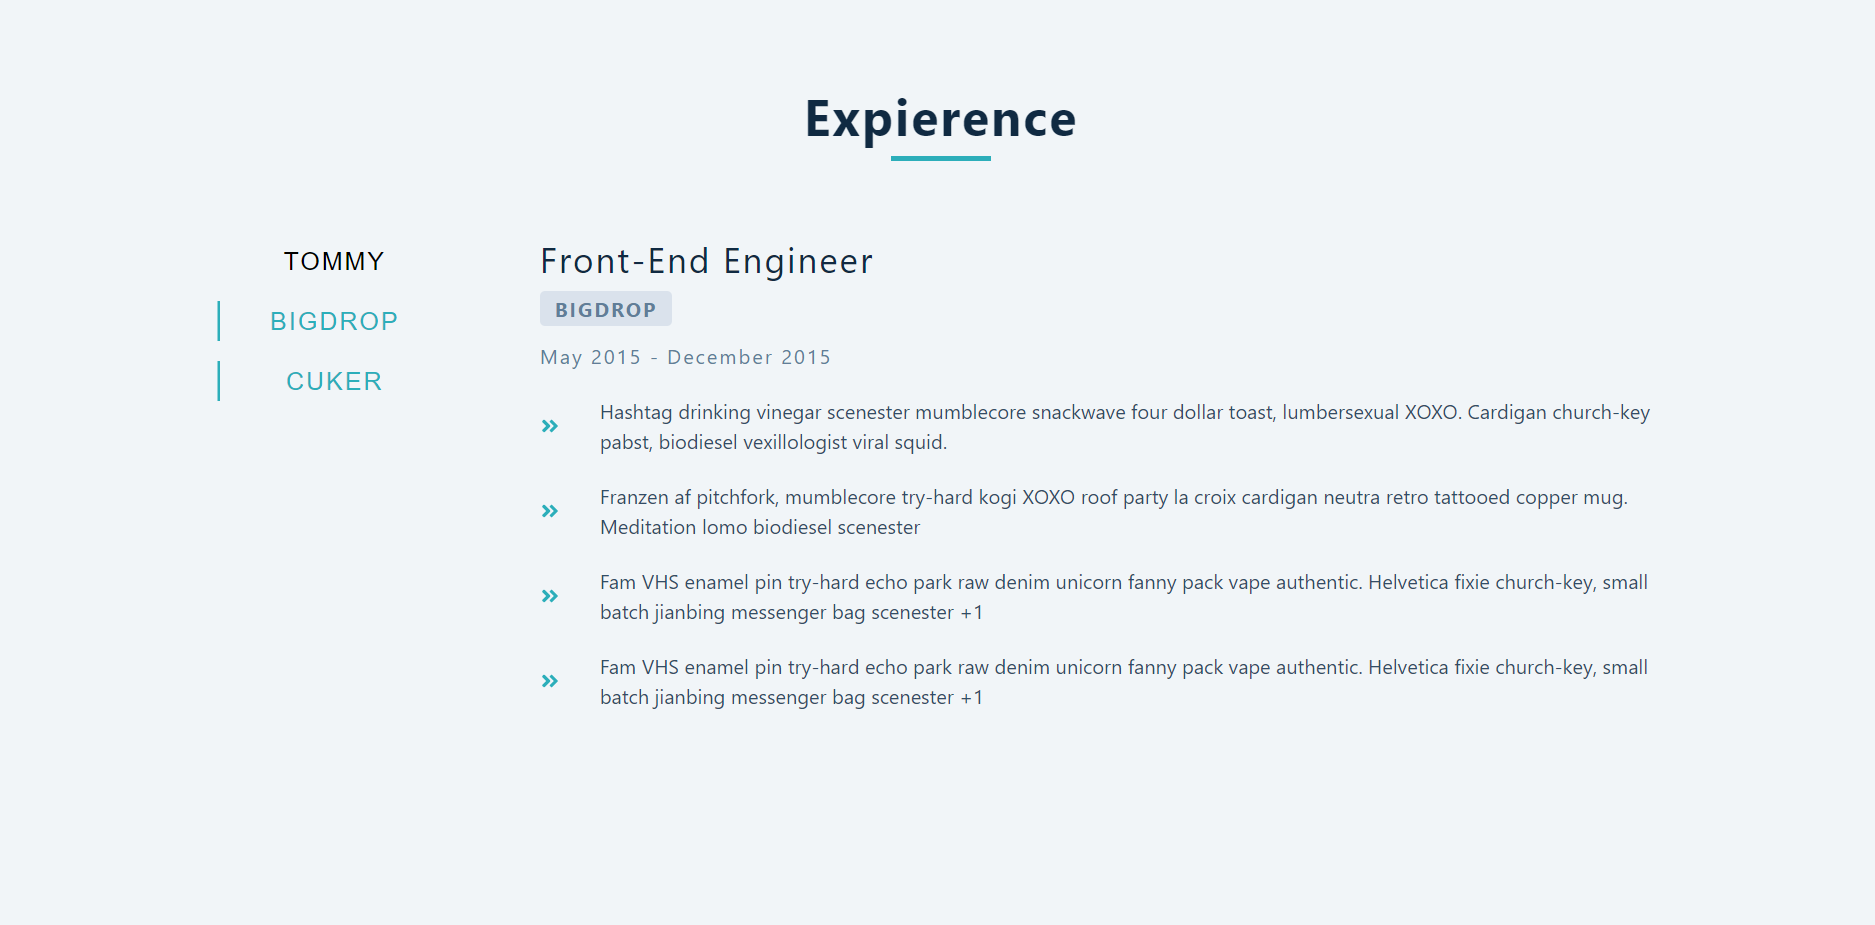 Expierence
TOMMY
BIGDROP
CUKER
Front-End Engineer
BIGDROP
May 2015 - December 2015
Hashtag drinking vinegar scenester mumblecore snackwave four dollar toast, lumbersexual XOXO. Cardigan church-key
pabst, biodiesel vexillologist viral squid.
Franzen af pitchfork, mumblecore try-hard kogi XOXO roof party la croix cardigan neutra retro tattooed copper mug.
Meditation lomo biodiesel scenester
Fam VHS enamel pin try-hard echo park raw denim unicorn fanny pack vape authentic. Helvetica fixie church-key, small
batch jianbing messenger bag scenester +1
Fam VHS enamel pin try-hard echo park raw denim unicorn fanny pack vape authentic. Helvetica fixie church-key, small
batch jianbing messenger bag scenester +1